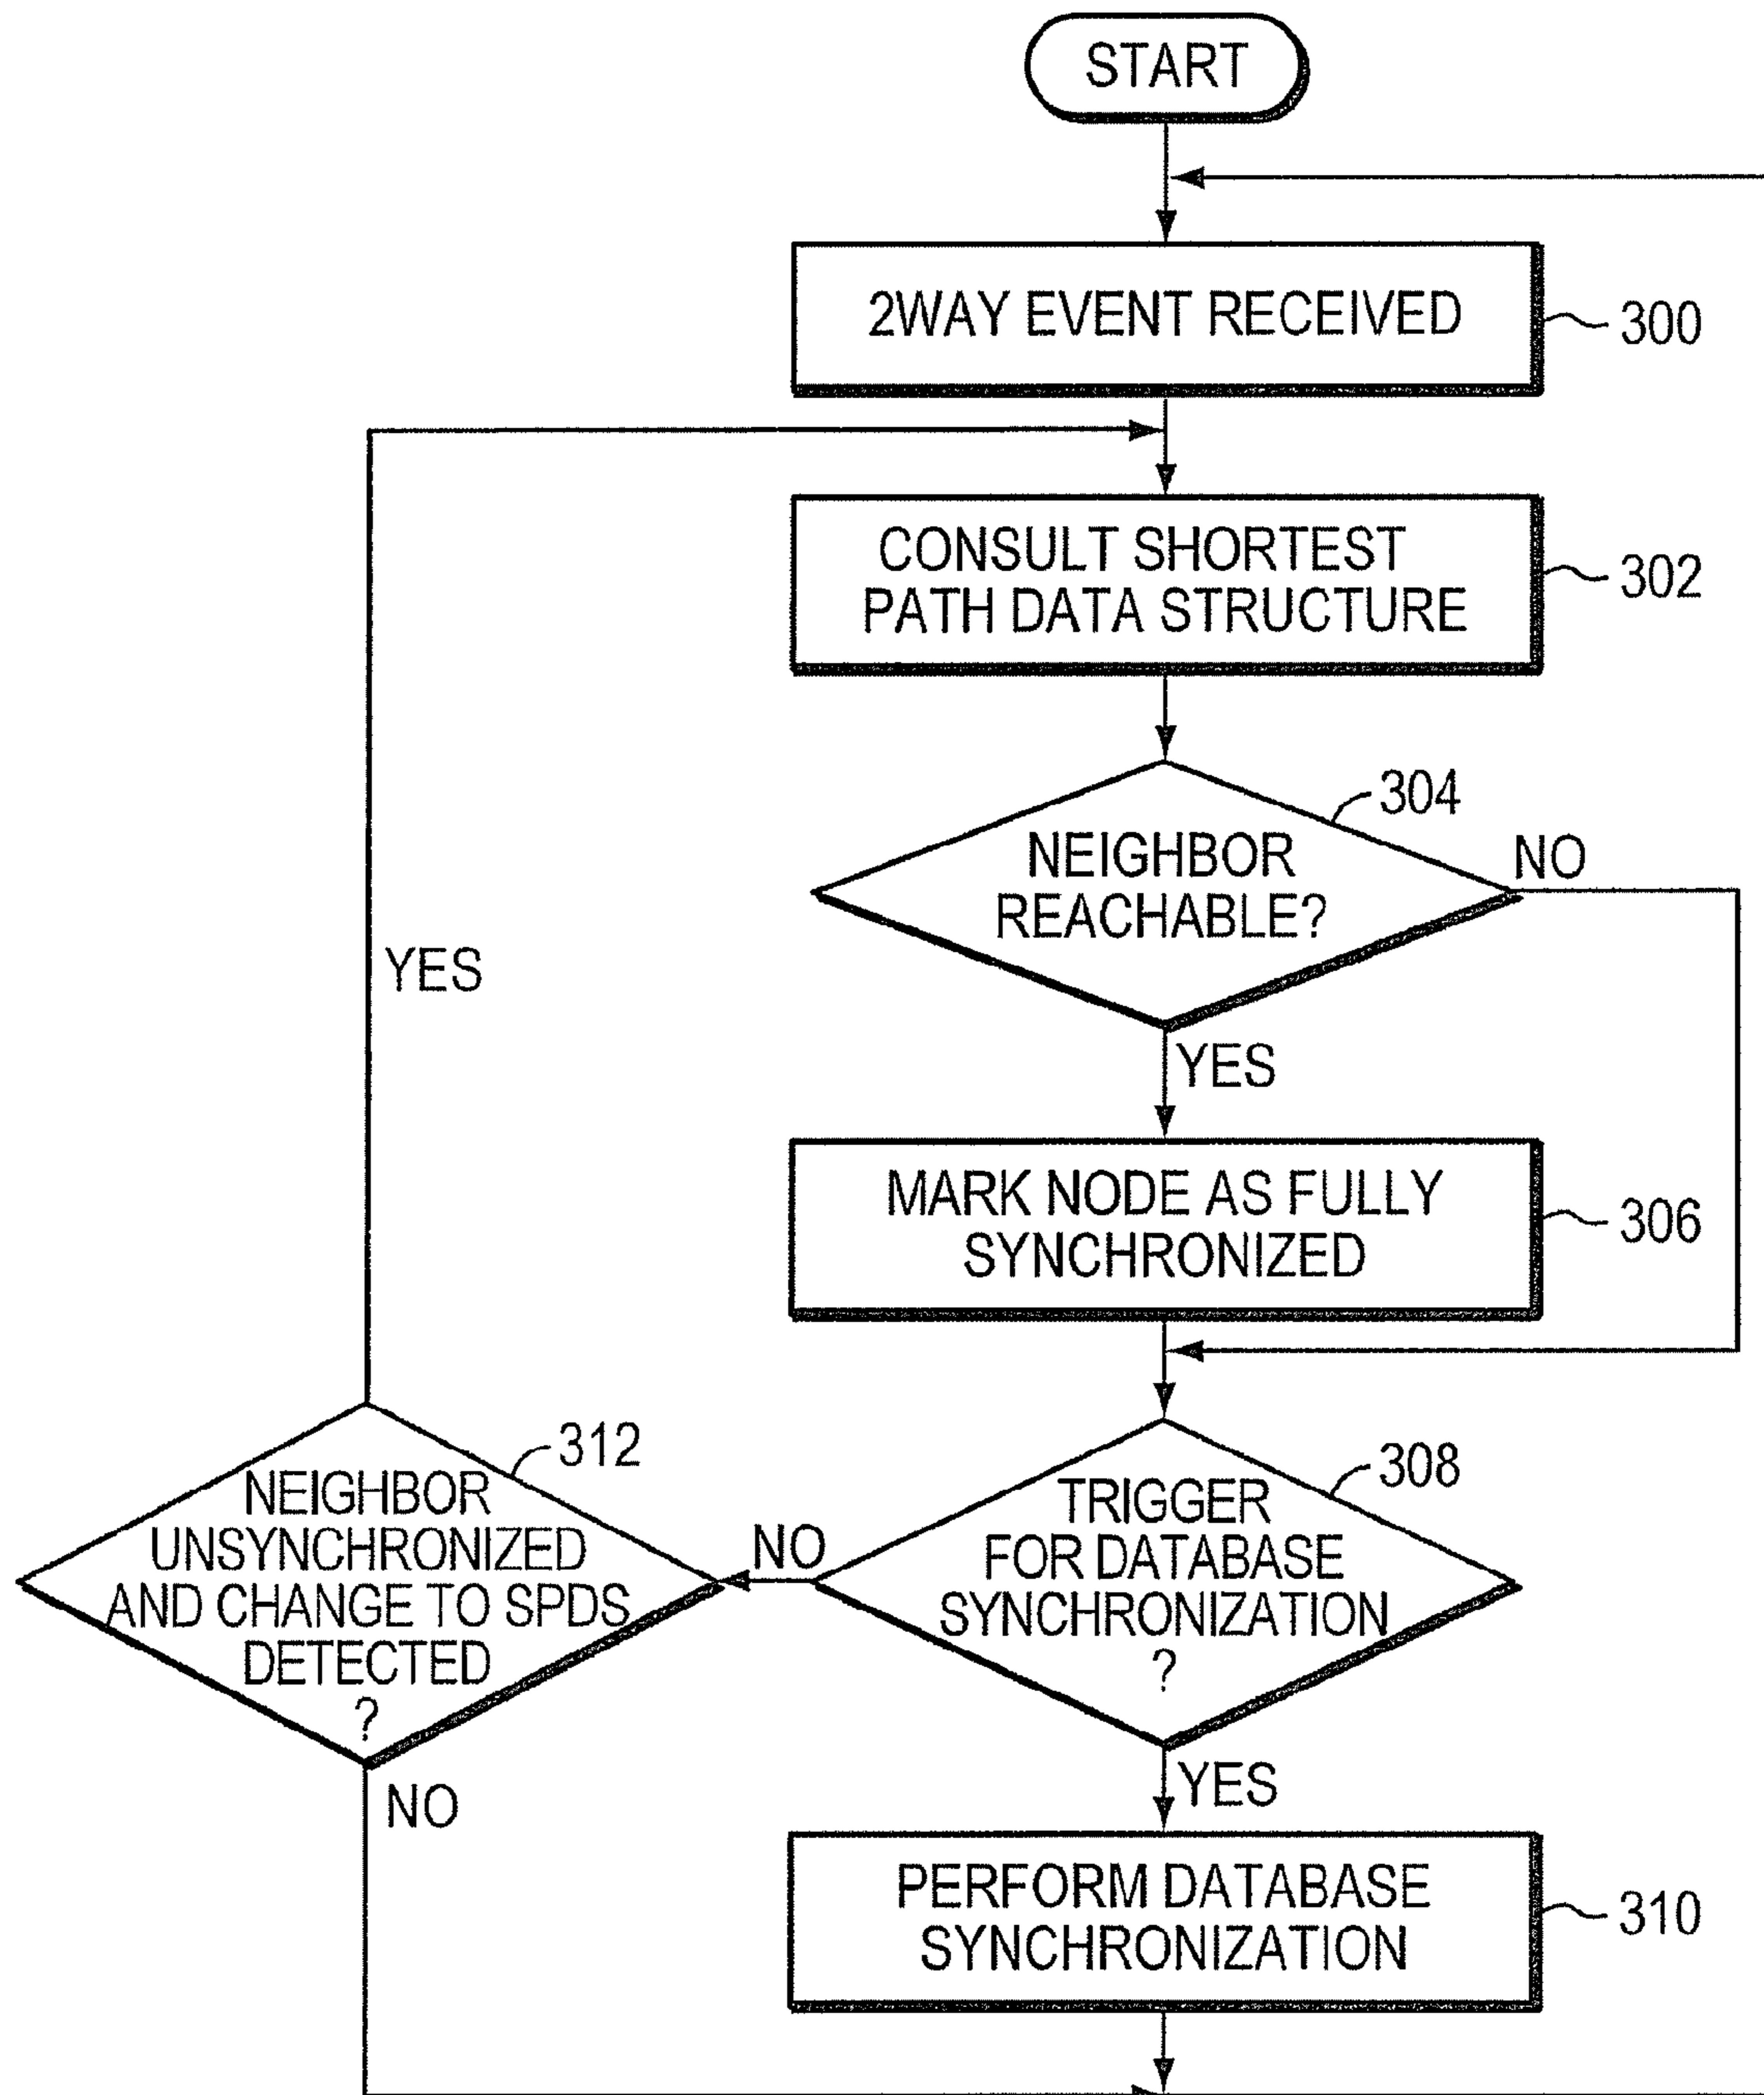 START
2WAY EVENT RECEIVED
300
CONSULT SHORTEST
PATH DATA STRUCTURE
302
304
NEIGHBOR
REACHABLE?
NO
YES
YES
MARK NODE AS FULLY
SYNCHRONIZED
306
312
NEIGHBOR
UNSYNCHRONIZED
AND CHANGE TO SPDS
DETECTED
?
NO
308
TRIGGER
FOR DATABASE
SYNCHRONIZATION
?
NO
YES
PERFORM DATABASE
SYNCHRONIZATION
310